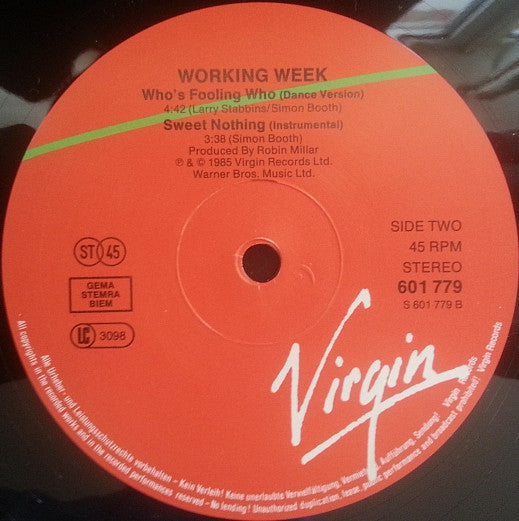 WORKING WEEK
Who's Fooling Who (Dance Version)
4:42 (Larry Stabbins/Simon Booth)
Sweet Nothing (Instrumental)
3:38 (Simon Booth)
Produced By Robin Millar
℗ & © 1985 Virgin Records Ltd.
Warner Bros. Music Ltd.
SIDE TWO
45 RPM
STEREO
601 779
S 601 779 B
ST 45
GEMA
STEMRA
BIEM
LC 3098
Virgin
Alle Urheber- und Leistungsschutzrechte vorbehalten – Kein Verleih! Keine unerlaubte Vervielfältigung, Vermietung, Aufführung, Sendung! Virgin Records
All copyrights in the recorded works and in the recorded performances reserved – No lending! Unauthorized duplication, lease, public performance and broadcast prohibited! Virgin Records